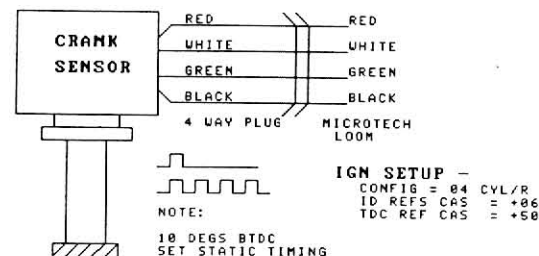 RED RED
CRANK SENSOR
WHITE WHITE
GREEN GREEN
BLACK BLACK
4 WAY PLUG MICROTECH LOOM
IGN SETUP -
CONFIG = 04 CYL/R
ID REFS CAS = +06
TDC REF CAS = +50
NOTE:
10 DEGS BTDC
SET STATIC TIMING